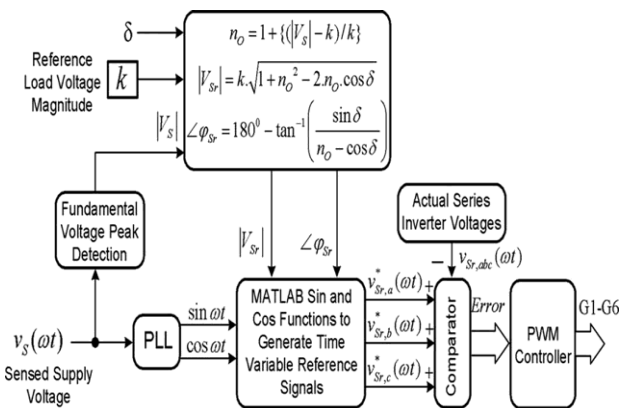 δ
n_O = 1 + {(|V_S| − k)/k}
Reference
Load Voltage
Magnitude
k
|V_Sr| = k.√(1 + n_O² − 2.n_O.cosδ)
|V_S|
∠φ_Sr = 180⁰ − tan⁻¹(sinδ / (n_O − cosδ))
Fundamental
Voltage Peak
Detection
|V_Sr|
∠φ_Sr
Actual Series
Inverter Voltages
− v_Sr,abc(ωt)
v_S(ωt)
Sensed Supply
Voltage
PLL
sin ωt
cos ωt
MATLAB Sin and
Cos Functions to
Generate Time
Variable Reference
Signals
v*_Sr,a(ωt) +
v*_Sr,b(ωt) +
v*_Sr,c(ωt) +
Comparator
Error
PWM
Controller
G1-G6